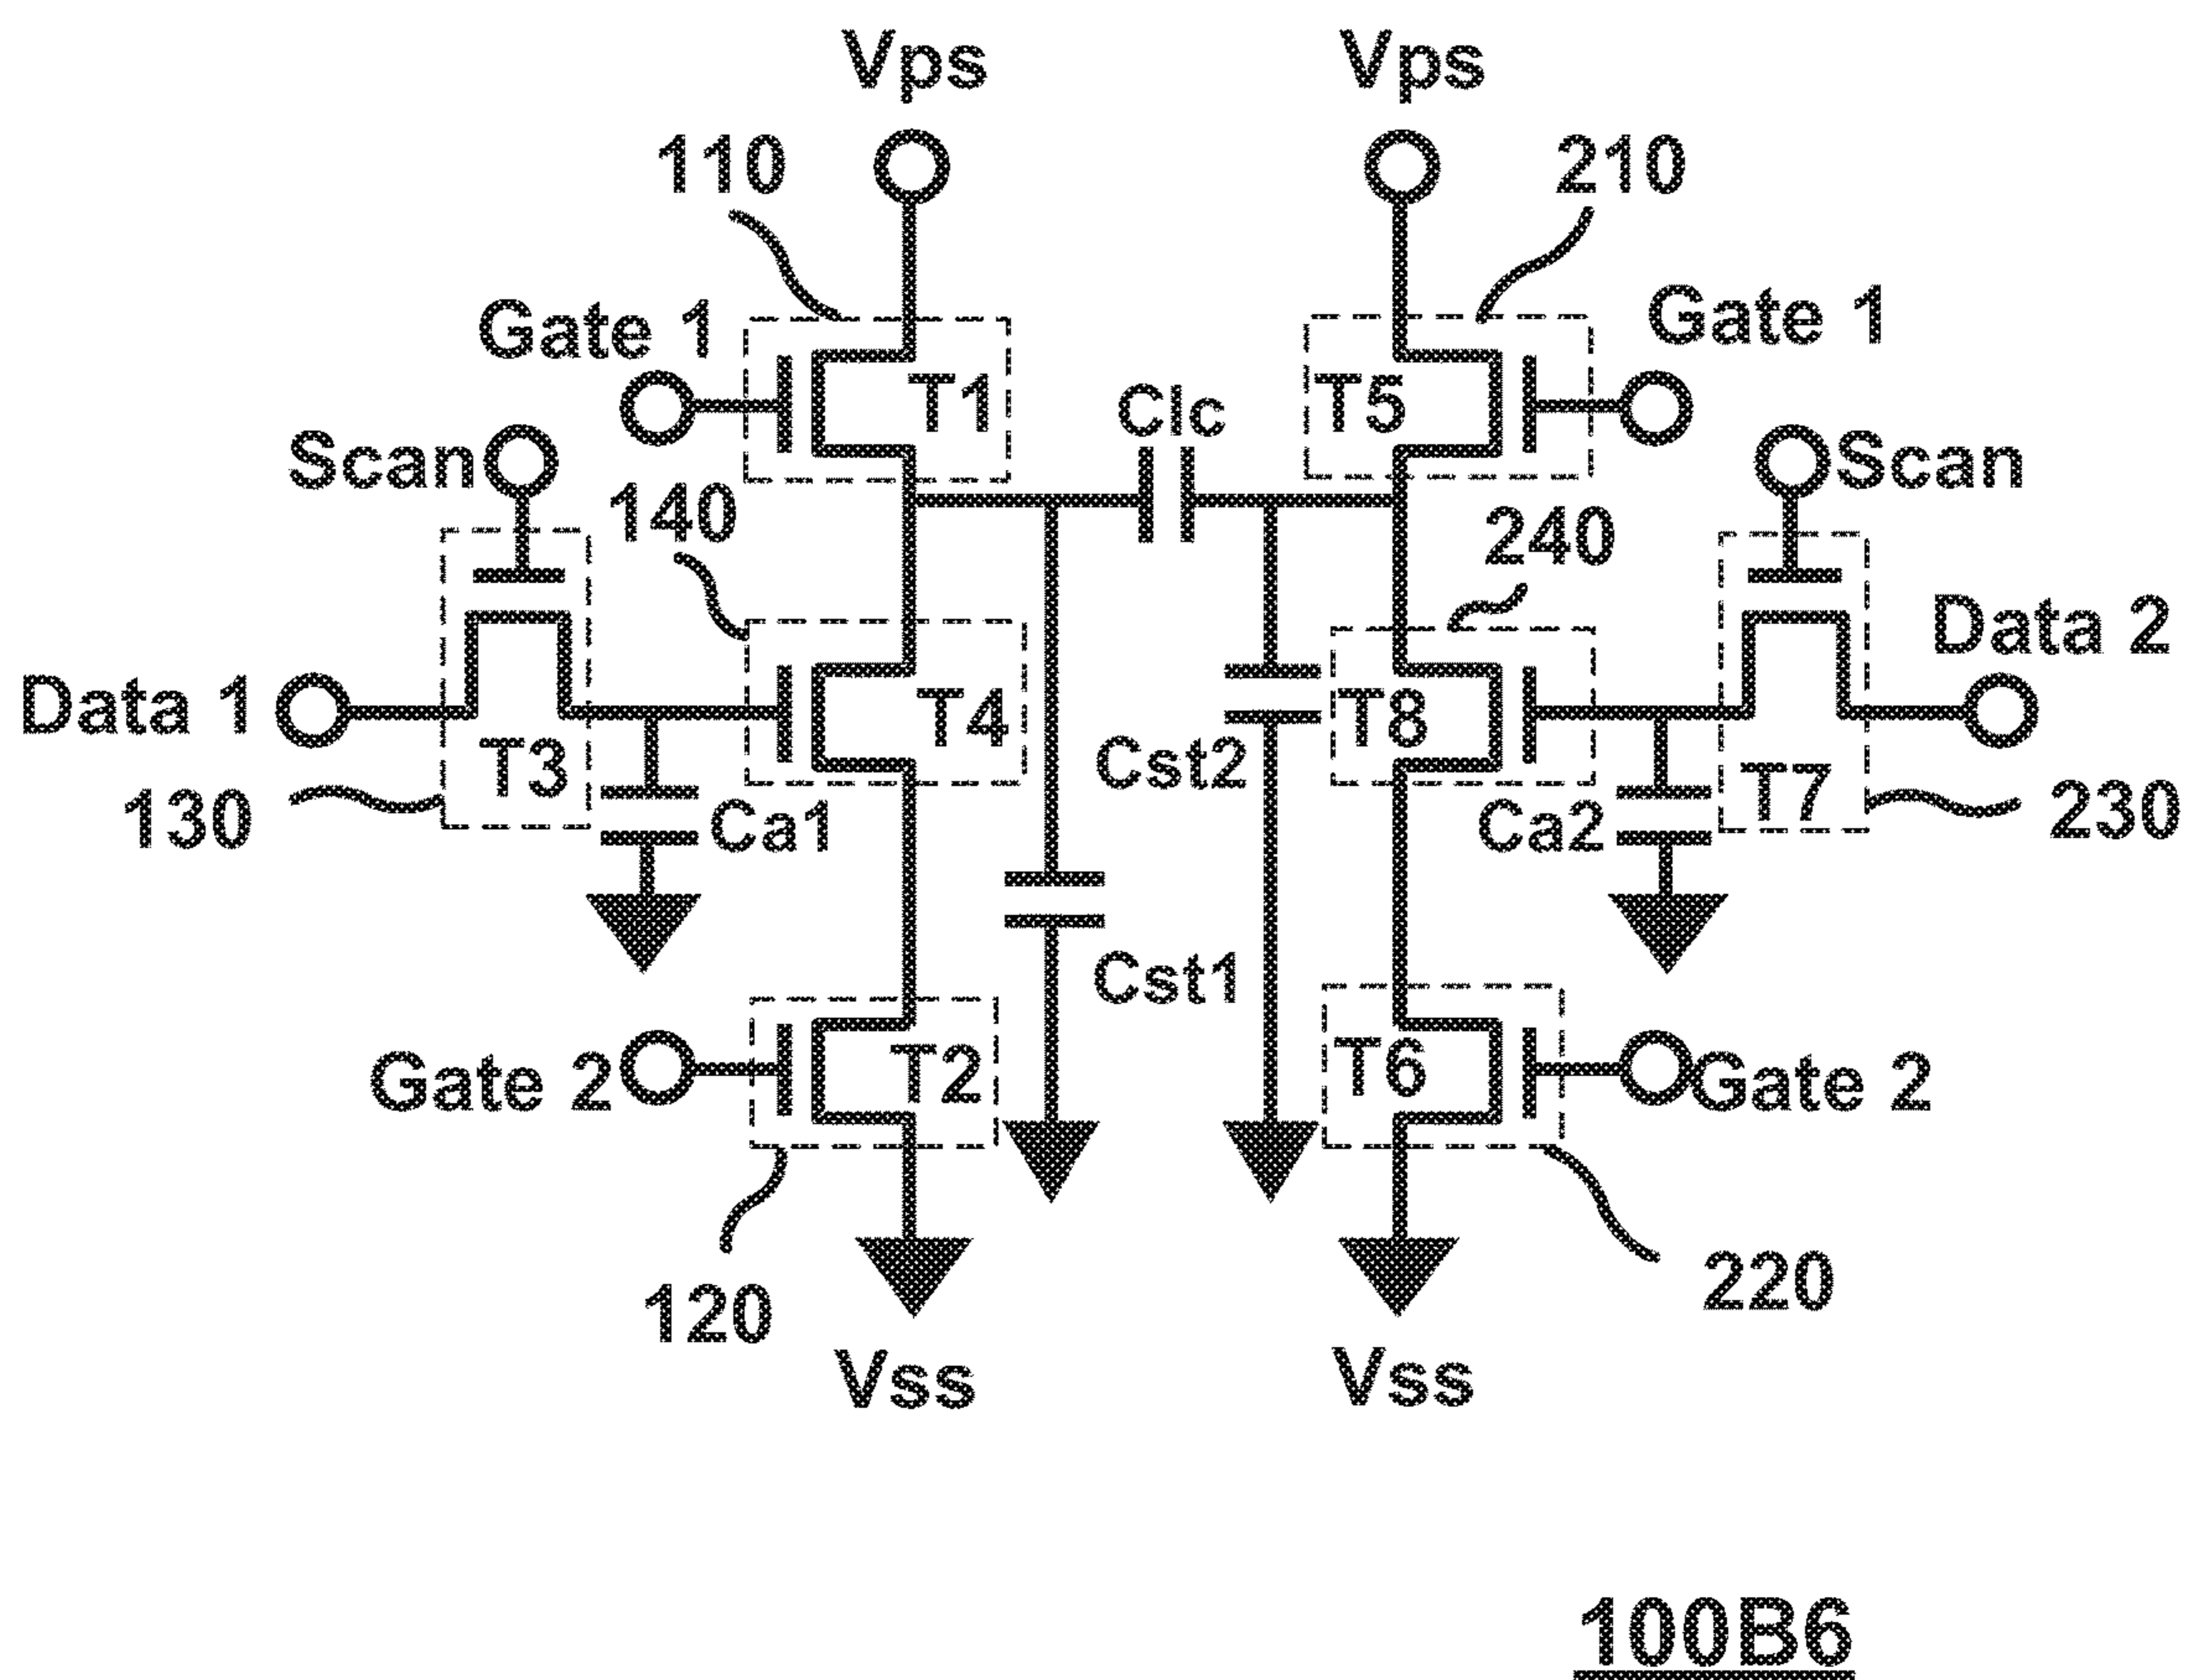 Vps
Vps
110
210
Gate 1
Gate 1
T1
Clc
T5
Scan
Scan
140
240
Data 1
Data 2
T3
T4
T8
T7
Cst2
130
Ca1
Ca2
230
Cst1
Gate 2
T2
T6
Gate 2
120
220
Vss
Vss
100B6